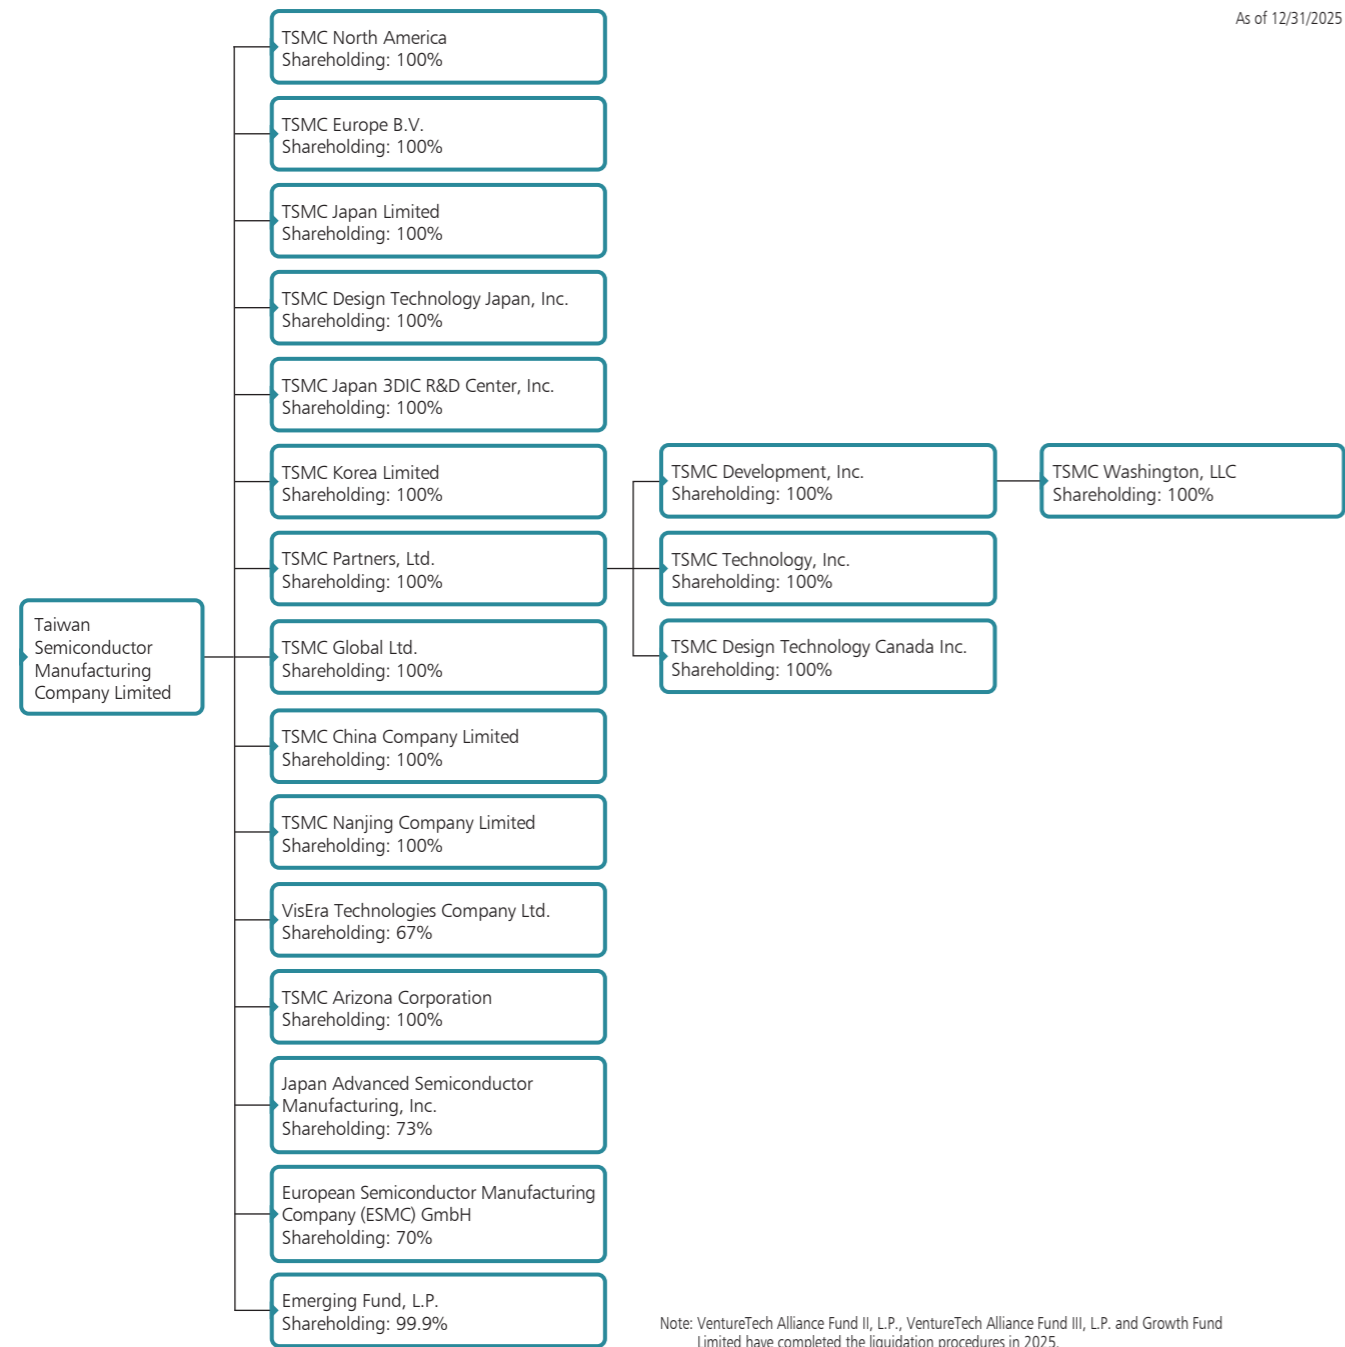 As of 12/31/2025
TSMC North America
Shareholding: 100%
TSMC Europe B.V.
Shareholding: 100%
TSMC Japan Limited
Shareholding: 100%
TSMC Design Technology Japan, Inc.
Shareholding: 100%
TSMC Japan 3DIC R&D Center, Inc.
Shareholding: 100%
TSMC Korea Limited
Shareholding: 100%
TSMC Development, Inc.
Shareholding: 100%
TSMC Washington, LLC
Shareholding: 100%
TSMC Partners, Ltd.
Shareholding: 100%
TSMC Technology, Inc.
Shareholding: 100%
Taiwan
Semiconductor
Manufacturing
Company Limited
TSMC Global Ltd.
Shareholding: 100%
TSMC Design Technology Canada Inc.
Shareholding: 100%
TSMC China Company Limited
Shareholding: 100%
TSMC Nanjing Company Limited
Shareholding: 100%
VisEra Technologies Company Ltd.
Shareholding: 67%
TSMC Arizona Corporation
Shareholding: 100%
Japan Advanced Semiconductor
Manufacturing, Inc.
Shareholding: 73%
European Semiconductor Manufacturing
Company (ESMC) GmbH
Shareholding: 70%
Emerging Fund, L.P.
Shareholding: 99.9%
Note: VentureTech Alliance Fund II, L.P., VentureTech Alliance Fund III, L.P. and Growth Fund
Limited have completed the liquidation procedures in 2025.